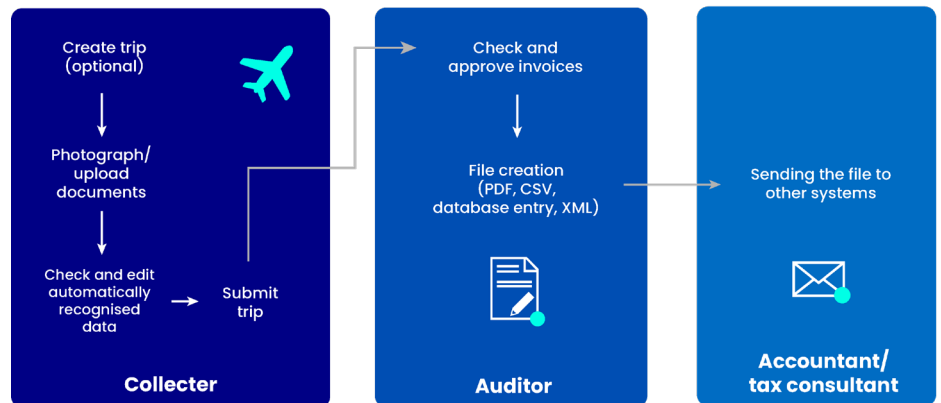 Create trip
(optional)
Photograph/
upload
documents
Check and edit
automatically
recognised
data
Submit
trip
Collecter
Check and
approve invoices
File creation
(PDF, CSV,
database entry, XML)
Auditor
Sending the file to
other systems
Accountant/
tax consultant